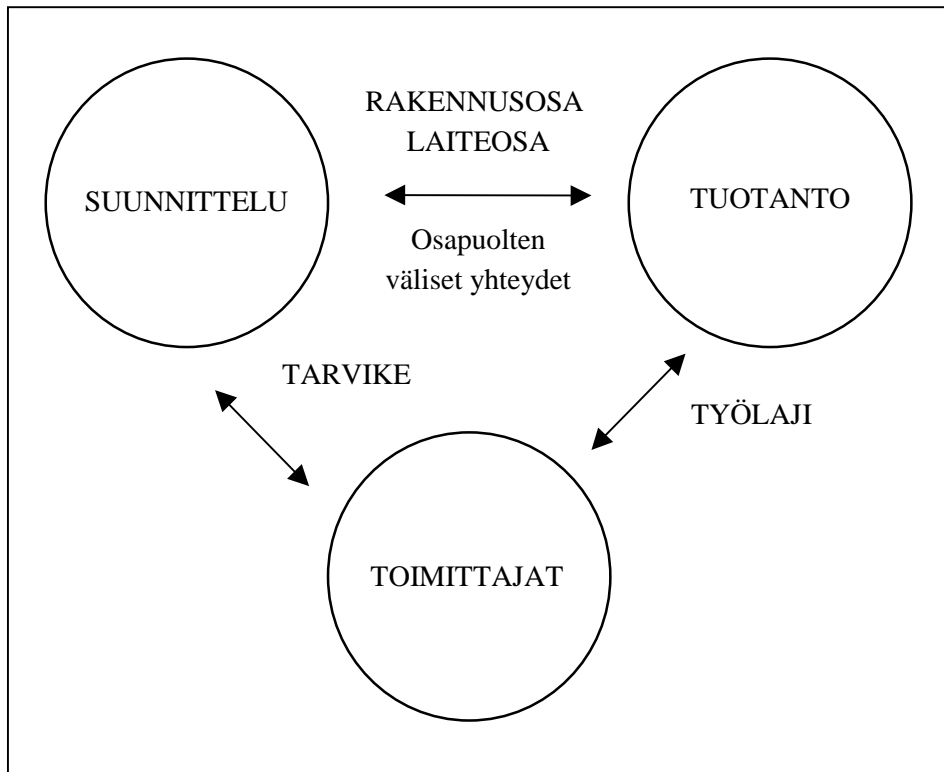 RAKENNUSOSA
LAITEOSA
SUUNNITTELU
TUOTANTO
Osapuolten
väliset yhteydet
TARVIKE
TYÖLAJI
TOIMITTAJAT